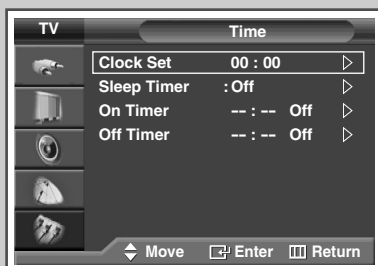 TV Time
Clock Set 00 : 00
Sleep Timer : Off
On Timer -- : -- Off
Off Timer -- : -- Off
Move Enter Return